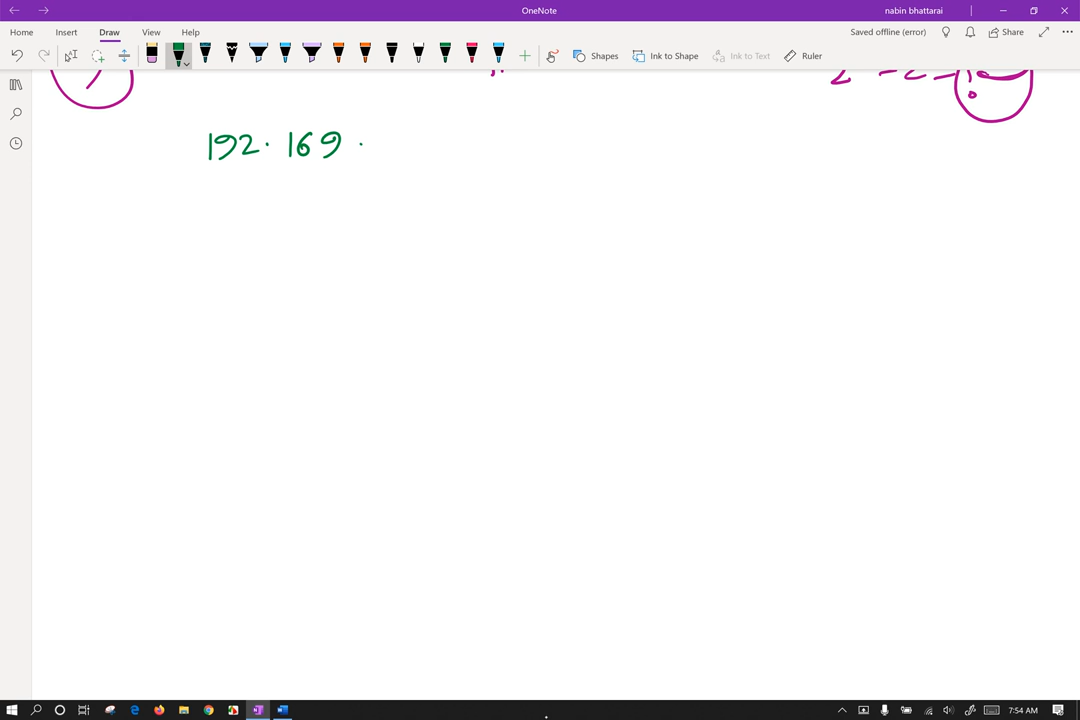 OneNote
nabin bhattarai
Home Insert Draw View Help
Saved offline (error) Share
Shapes Ink to Shape Ink to Text Ruler
192. 169 .
7:54 AM